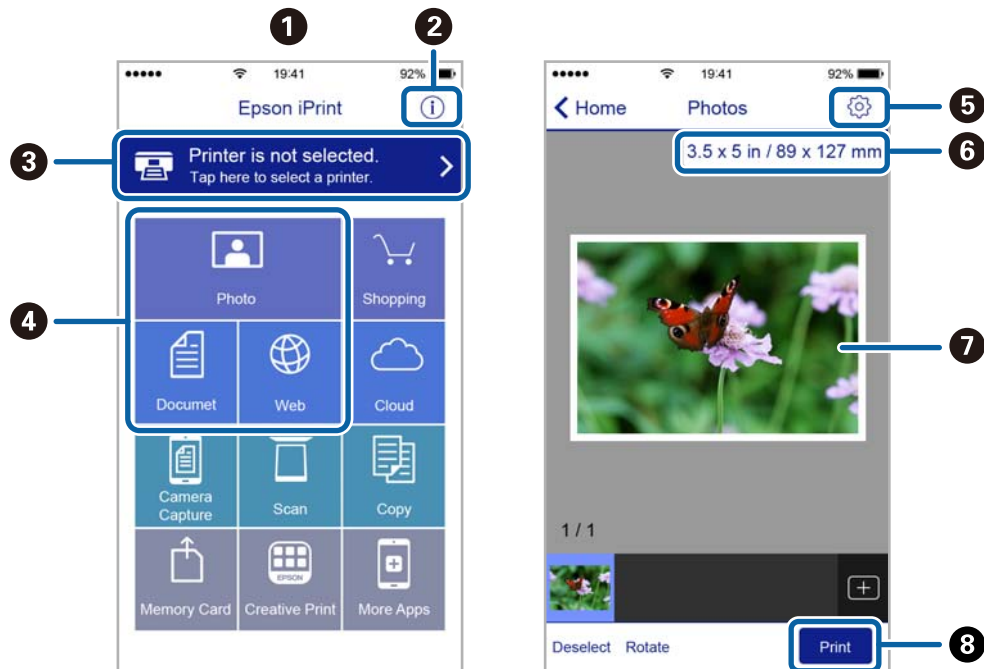 1
2
19:41 92%
Epson iPrint
i
3
Printer is not selected.
Tap here to select a printer.
4
Photo
Shopping
Documet
Web
Cloud
Camera
Capture
Scan
Copy
EPSON
Memory Card
Creative Print
More Apps
19:41 92%
Home Photos
5
3.5 x 5 in / 89 x 127 mm
6
7
1 / 1
Deselect Rotate Print
8